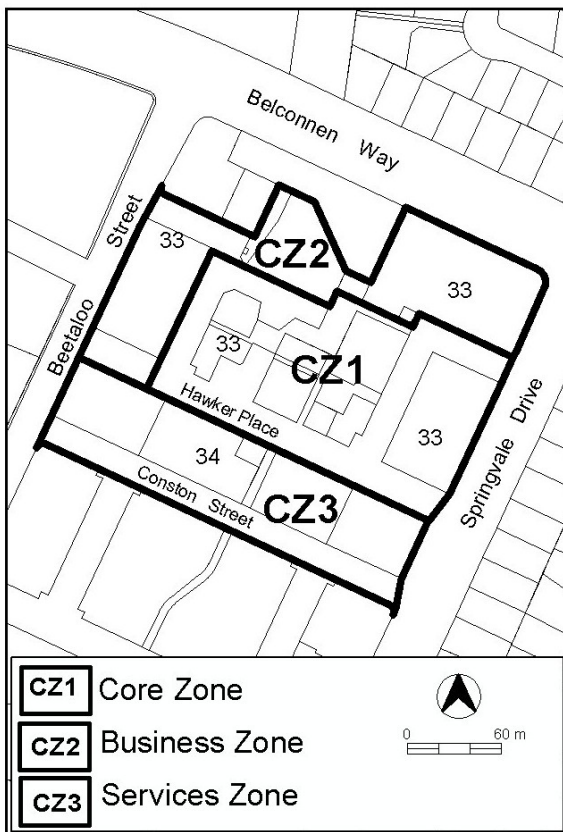 Belconnen Way
Beetaloo Street
33
CZ2
33
33
CZ1
Hawker Place
33
Springvale Drive
34
CZ3
Conston Street
CZ1 Core Zone
CZ2 Business Zone
CZ3 Services Zone
0 60 m